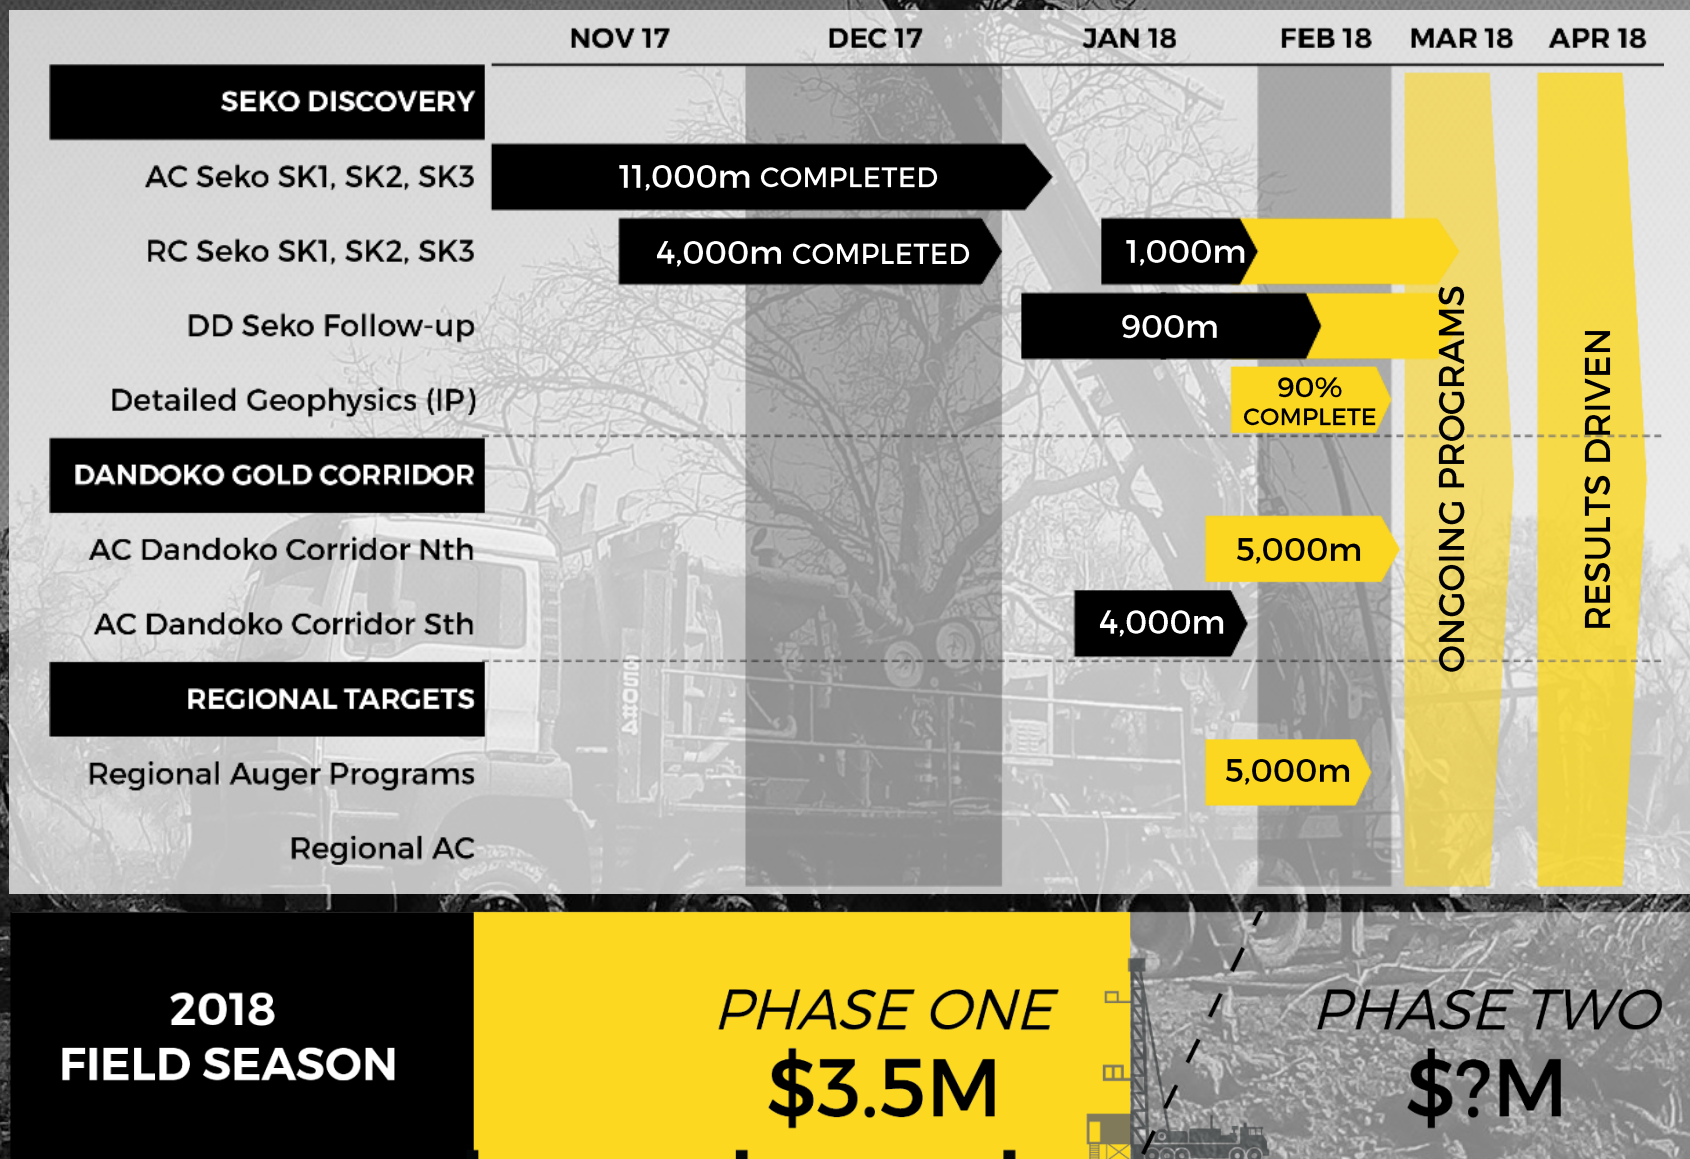 NOV 17 DEC 17 JAN 18 FEB 18 MAR 18 APR 18
SEKO DISCOVERY
AC Seko SK1, SK2, SK3 11,000m COMPLETED
RC Seko SK1, SK2, SK3 4,000m COMPLETED 1,000m
DD Seko Follow-up 900m
Detailed Geophysics (IP) 90%
COMPLETE
DANDOKO GOLD CORRIDOR
AC Dandoko Corridor Nth 5,000m
AC Dandoko Corridor Sth 4,000m
REGIONAL TARGETS
Regional Auger Programs 5,000m
Regional AC
ONGOING PROGRAMS
RESULTS DRIVEN
2018
FIELD SEASON
PHASE ONE
$3.5M
PHASE TWO
$?M